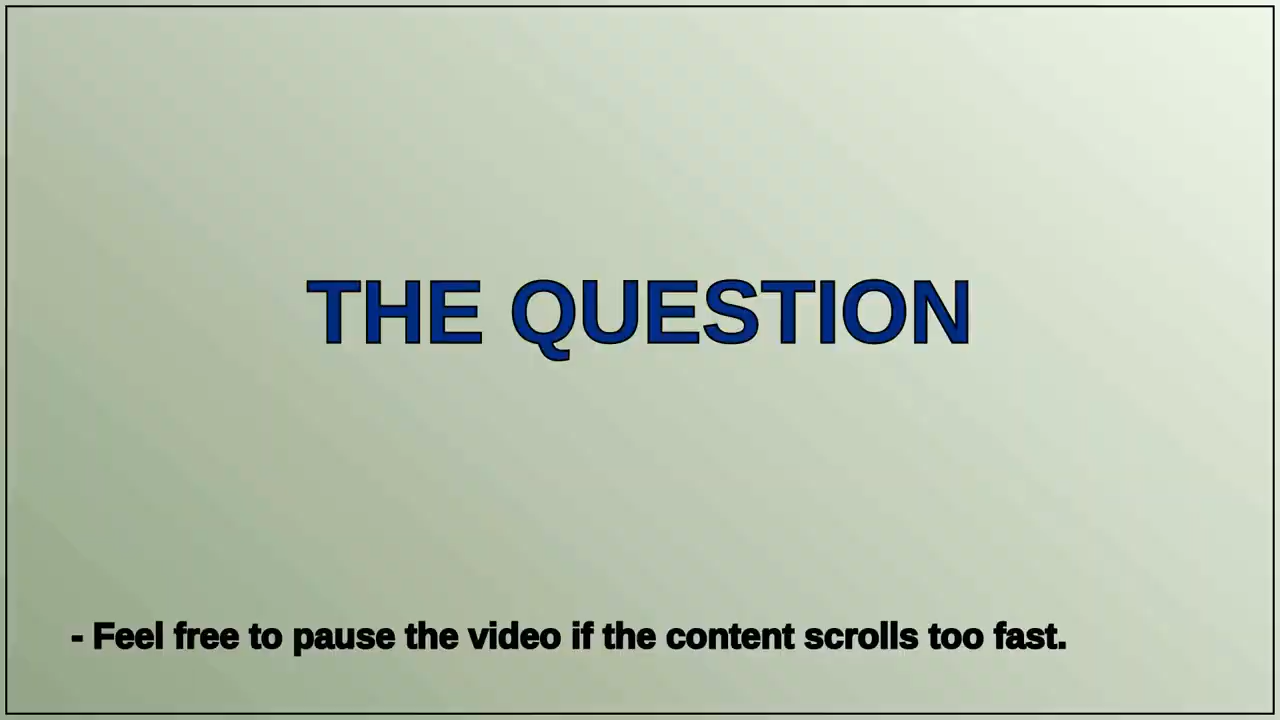 THE QUESTION
- Feel free to pause the video if the content scrolls too fast.